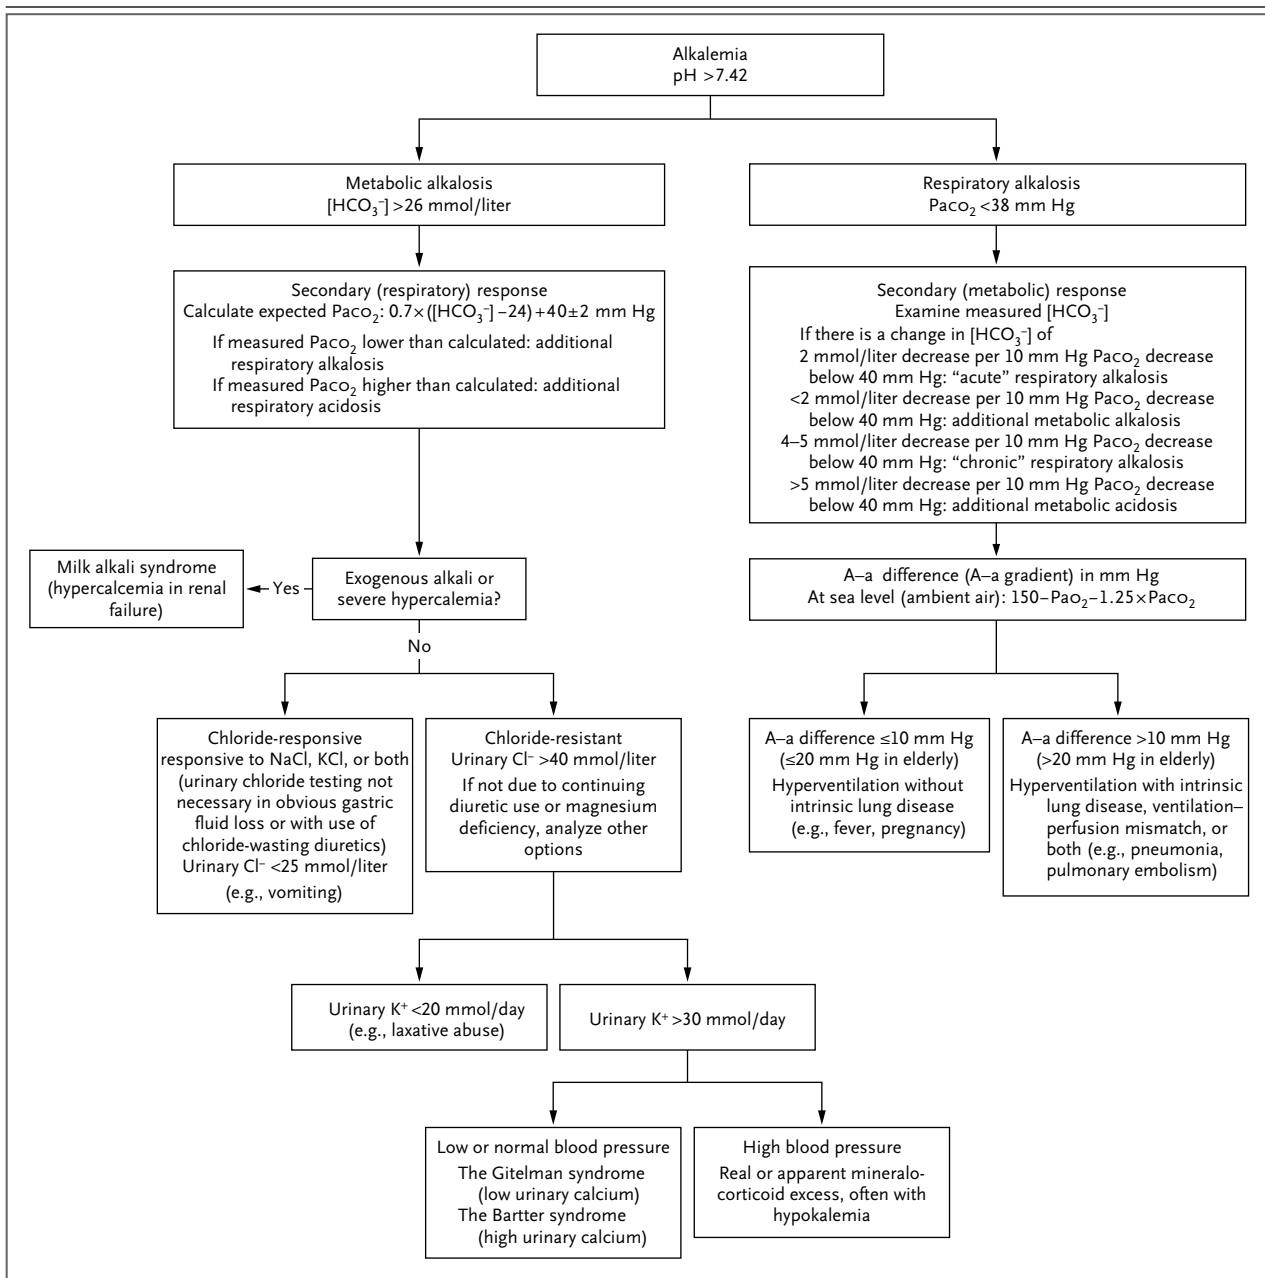 Alkalemia
pH >7.42
Metabolic alkalosis
[HCO₃⁻] >26 mmol/liter
Respiratory alkalosis
Paco₂ <38 mm Hg
Secondary (respiratory) response
Calculate expected Paco₂: 0.7×([HCO₃⁻] −24)+40±2 mm Hg
If measured Paco₂ lower than calculated: additional
respiratory alkalosis
If measured Paco₂ higher than calculated: additional
respiratory acidosis
Secondary (metabolic) response
Examine measured [HCO₃⁻]
If there is a change in [HCO₃⁻] of
2 mmol/liter decrease per 10 mm Hg Paco₂ decrease
below 40 mm Hg: “acute” respiratory alkalosis
<2 mmol/liter decrease per 10 mm Hg Paco₂ decrease
below 40 mm Hg: additional metabolic alkalosis
4–5 mmol/liter decrease per 10 mm Hg Paco₂ decrease
below 40 mm Hg: “chronic” respiratory alkalosis
>5 mmol/liter decrease per 10 mm Hg Paco₂ decrease
below 40 mm Hg: additional metabolic acidosis
Milk alkali syndrome
(hypercalcemia in renal
failure)
Yes
Exogenous alkali or
severe hypercalemia?
No
A–a difference (A–a gradient) in mm Hg
At sea level (ambient air): 150−Pao₂−1.25×Paco₂
Chloride-responsive
responsive to NaCl, KCl, or both
(urinary chloride testing not
necessary in obvious gastric
fluid loss or with use of
chloride-wasting diuretics)
Urinary Cl⁻ <25 mmol/liter
(e.g., vomiting)
Chloride-resistant
Urinary Cl⁻ >40 mmol/liter
If not due to continuing
diuretic use or magnesium
deficiency, analyze other
options
A–a difference ≤10 mm Hg
(≤20 mm Hg in elderly)
Hyperventilation without
intrinsic lung disease
(e.g., fever, pregnancy)
A–a difference >10 mm Hg
(>20 mm Hg in elderly)
Hyperventilation with intrinsic
lung disease, ventilation–
perfusion mismatch, or
both (e.g., pneumonia,
pulmonary embolism)
Urinary K⁺ <20 mmol/day
(e.g., laxative abuse)
Urinary K⁺ >30 mmol/day
Low or normal blood pressure
The Gitelman syndrome
(low urinary calcium)
The Bartter syndrome
(high urinary calcium)
High blood pressure
Real or apparent mineralo-
corticoid excess, often with
hypokalemia